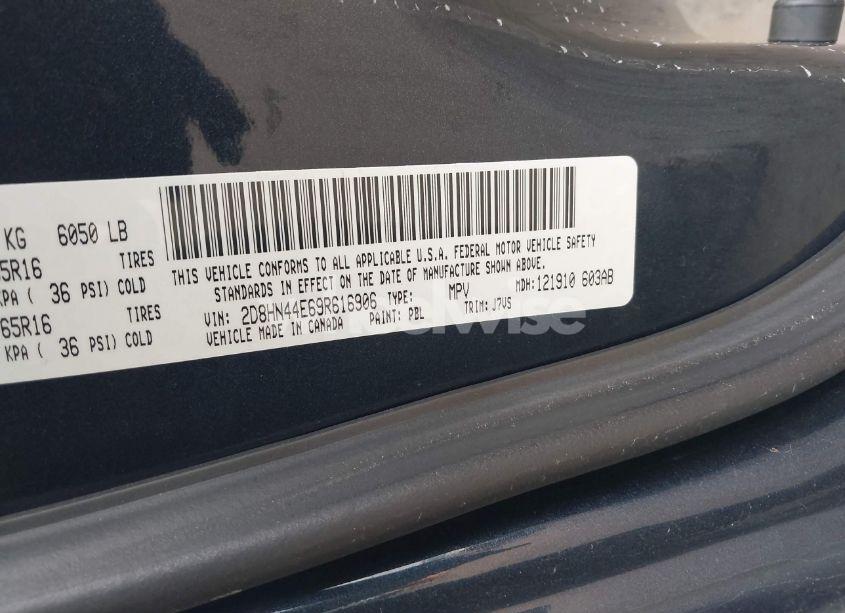 KG 6050 LB
5R16 TIRES
KPA ( 36 PSI) COLD
65R16 TIRES
KPA ( 36 PSI) COLD
THIS VEHICLE CONFORMS TO ALL APPLICABLE U.S.A. FEDERAL MOTOR VEHICLE SAFETY
STANDARDS IN EFFECT ON THE DATE OF MANUFACTURE SHOWN ABOVE.
MDH: 121910 603AB
VIN: 2D8HN44E69R616906 TYPE: MPV
VEHICLE MADE IN CANADA PAINT: PBL TRIM: J7VS